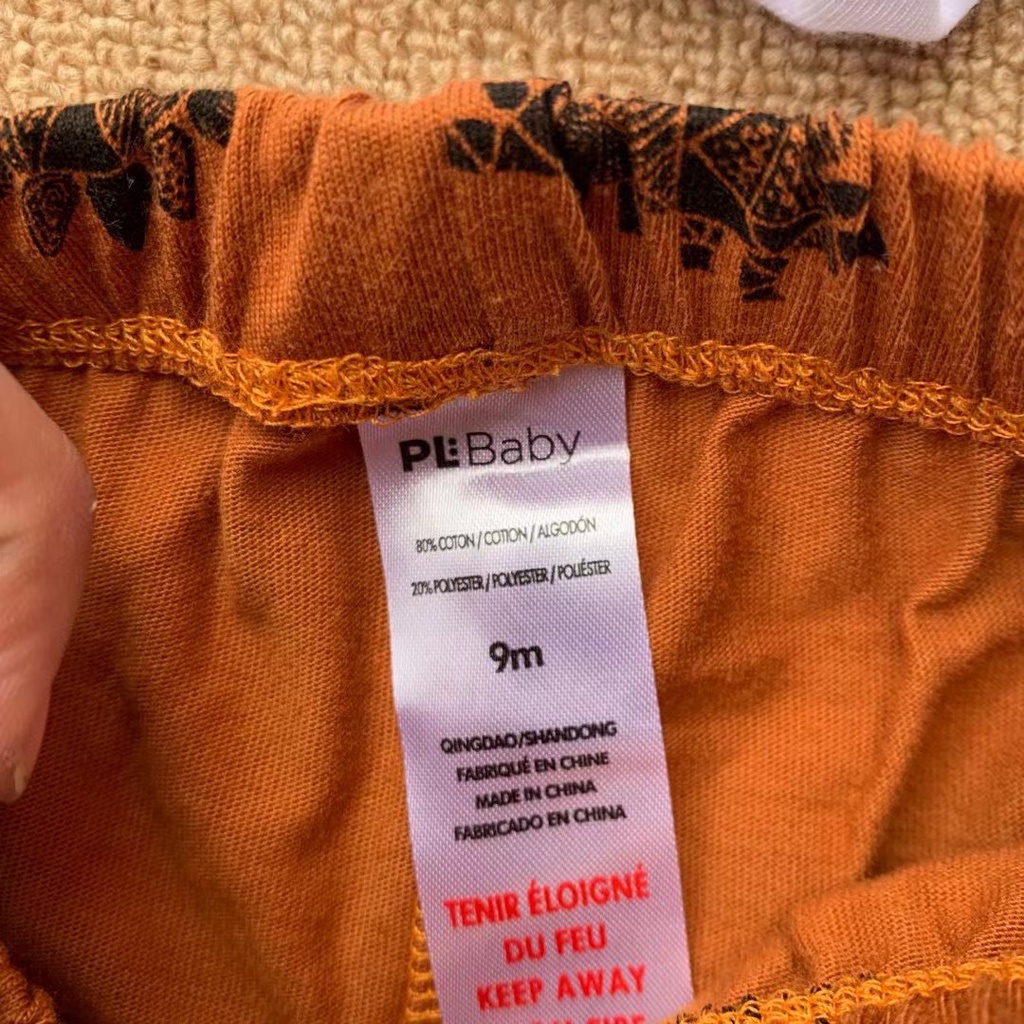 PL: Baby
80% COTON / COTTON / ALGODÓN
20% POLYESTER / POLYESTER / POLIÉSTER
9m
QINGDAO/SHANDONG
FABRIQUÉ EN CHINE
MADE IN CHINA
FABRICADO EN CHINA
TENIR ÉLOIGNÉ
DU FEU
KEEP AWAY
FIRE